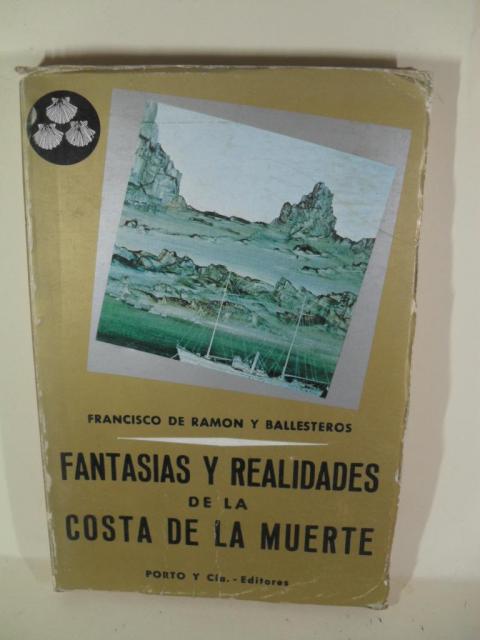 FRANCISCO DE RAMON Y BALLESTEROS
FANTASIAS Y REALIDADES
DE LA
COSTA DE LA MUERTE
PORTO Y Cía.-Editores